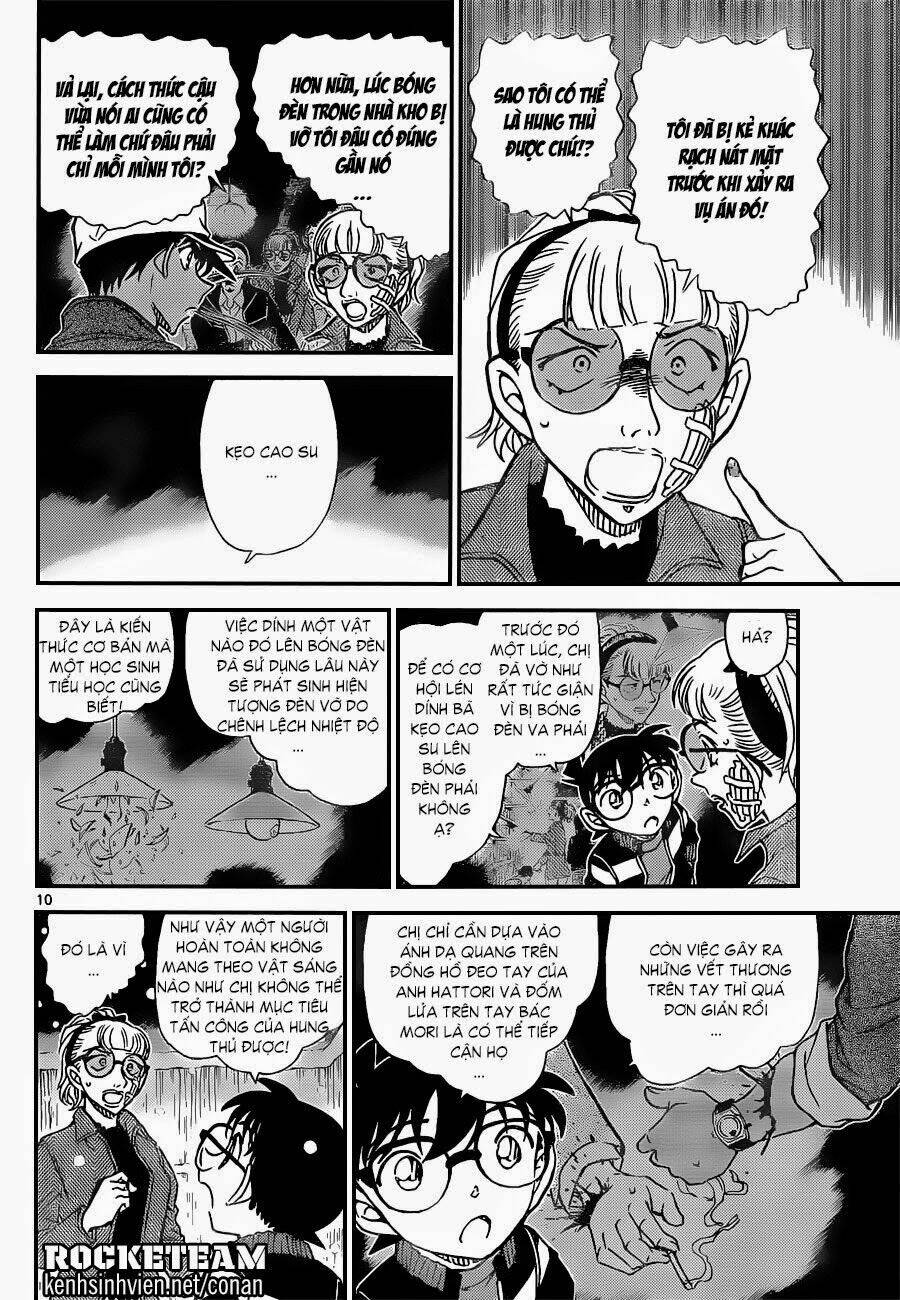 TÔI ĐÃ BỊ KẺ KHÁC
RẠCH NÁT MẶT
TRƯỚC KHI XẢY RA
VỤ ÁN ĐÓ!
SAO TÔI CÓ THỂ
LÀ HUNG THỦ
ĐƯỢC CHỨ!?
HƠN NỮA, LÚC BÓNG
ĐÈN TRONG NHÀ KHO BỊ
VỠ TÔI ĐÂU CÓ ĐỨNG
GẦN NÓ
...
VẢ LẠI, CÁCH THỨC CẬU
VỪA NÓI AI CŨNG CÓ
THỂ LÀM CHỨ ĐÂU PHẢI
CHỈ MỖI MÌNH TÔI?
KẸO CAO SU
...
HẢ?
TRƯỚC ĐÓ
MỘT LÚC, CHỊ
ĐÃ VỜ NHƯ
RẤT TỨC GIẬN
VÌ BỊ BÓNG
ĐÈN VA PHẢI
ĐỂ CÓ CƠ
HỘI LÉN
DÍNH BÃ
KẸO CAO
SU LÊN
BÓNG
ĐÈN PHẢI
KHÔNG
Ạ?
VIỆC DÍNH MỘT VẬT
NÀO ĐÓ LÊN BÓNG ĐÈN
ĐÃ SỬ DỤNG LÂU NÀY
SẼ PHÁT SINH HIỆN
TƯỢNG ĐÈN VỠ DO
CHÊNH LỆCH NHIỆT ĐỘ
...
ĐÂY LÀ KIẾN
THỨC CƠ BẢN MÀ
MỘT HỌC SINH
TIỂU HỌC CŨNG
BIẾT!
10
CÒN VIỆC GÂY RA
NHỮNG VẾT THƯƠNG
TRÊN TAY THÌ QUÁ
ĐƠN GIẢN RỒI
...
CHỊ CHỈ CẦN DỰA VÀO
ÁNH DẠ QUANG TRÊN
ĐỒNG HỒ ĐEO TAY CỦA
ANH HATTORI VÀ ĐỐM
LỬA TRÊN TAY BÁC
MORI LÀ CÓ THỂ TIẾP
CẬN HỌ
...
NHƯ VẬY MỘT NGƯỜI
HOÀN TOÀN KHÔNG
MANG THEO VẬT SÁNG
NÀO NHƯ CHỊ KHÔNG THỂ
TRỞ THÀNH MỤC TIÊU
TẤN CÔNG CỦA HUNG
THỦ ĐƯỢC!
ĐÓ LÀ VÌ
...
ROCKETEAM
kenhsinhvien.net/conan